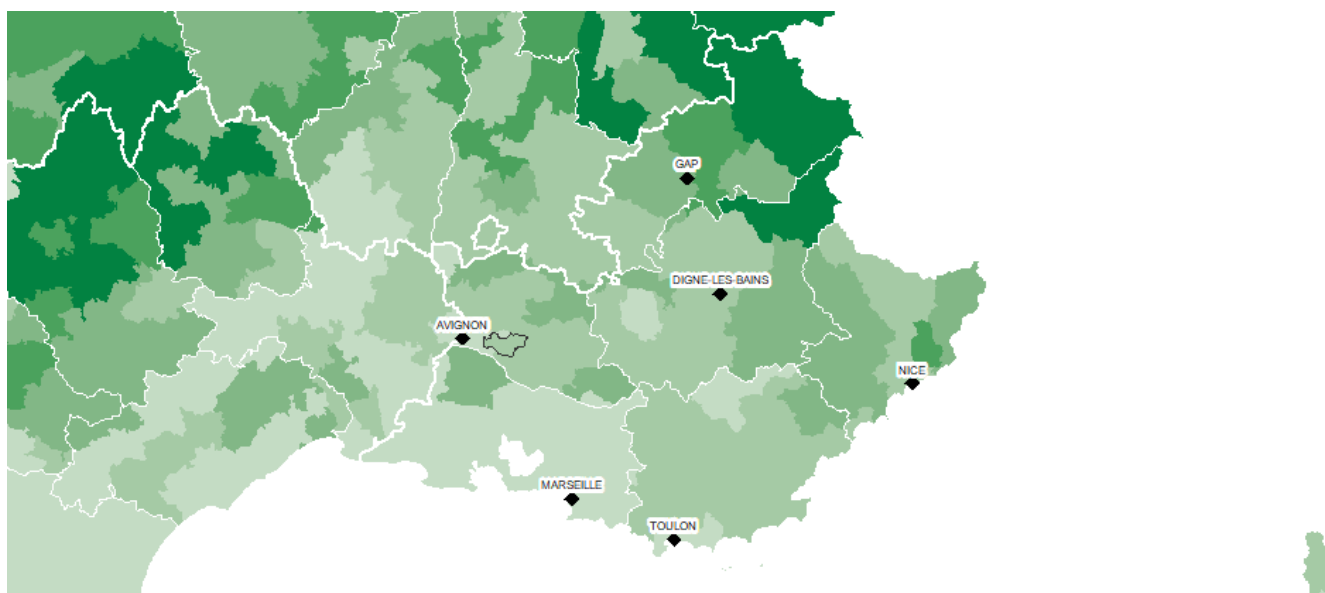 GAP
DIGNE-LES-BAINS
AVIGNON
NICE
MARSEILLE
TOULON